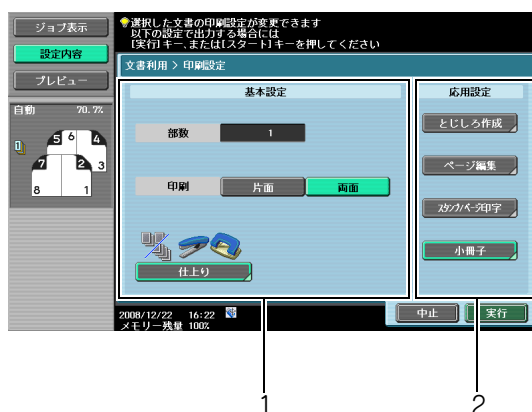 ジョブ表示
設定内容
プレビュー
自動 70.7%
5 6 4
7 2 3
8 1
選択した文書の印刷設定が変更できます
以下の設定で出力する場合には
[実行]キー、または[スタート]キーを押してください
文書利用 > 印刷設定
基本設定
部数 1
印刷 片面 両面
仕上り
応用設定
とじしろ作成
ページ編集
スタンプ/ページ印字
小冊子
2008/12/22 16:22
メモリー残量 100%
中止 実行
1 2